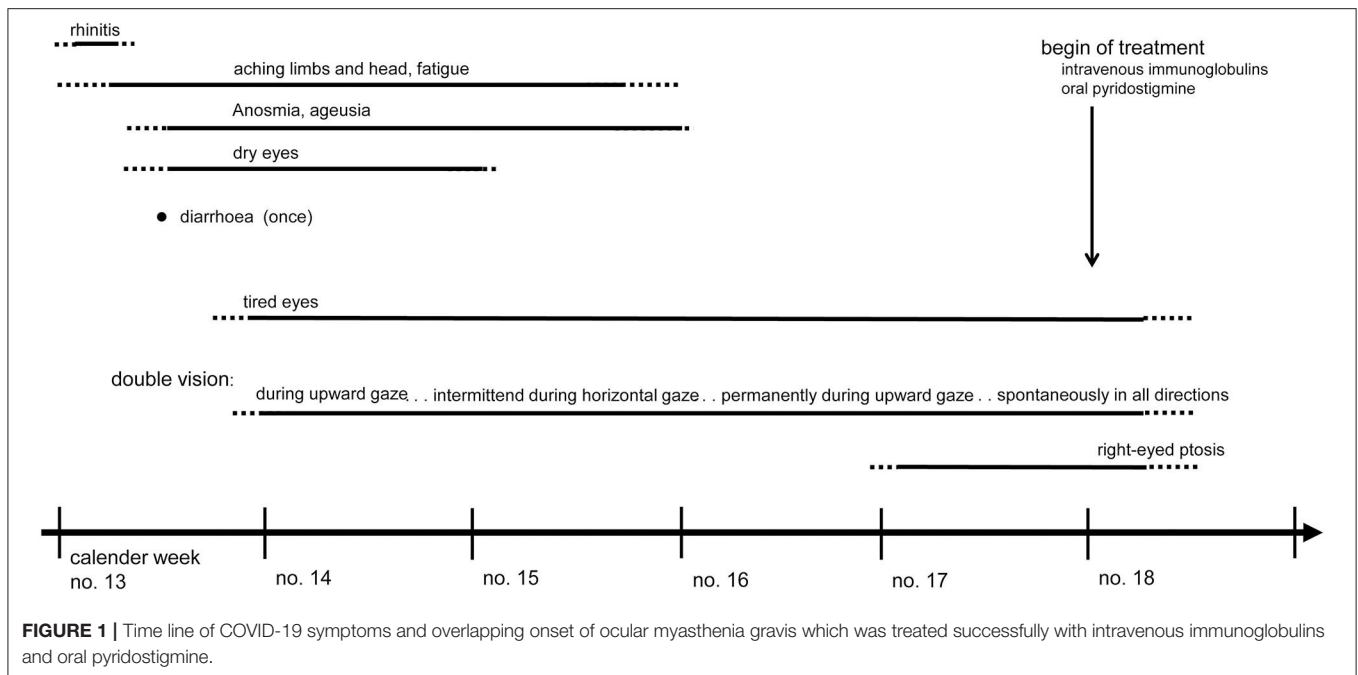 rhinitis
begin of treatment
intravenous immunoglobulins
oral pyridostigmine
aching limbs and head, fatigue
Anosmia, ageusia
dry eyes
diarrhoea (once)
tired eyes
double vision:
during upward gaze... intermittend during horizontal gaze.. permanently during upward gaze.. spontaneously in all directions
right-eyed ptosis
calender week
no. 13 no. 14 no. 15 no. 16 no. 17 no. 18
FIGURE 1 | Time line of COVID-19 symptoms and overlapping onset of ocular myasthenia gravis which was treated successfully with intravenous immunoglobulins
and oral pyridostigmine.